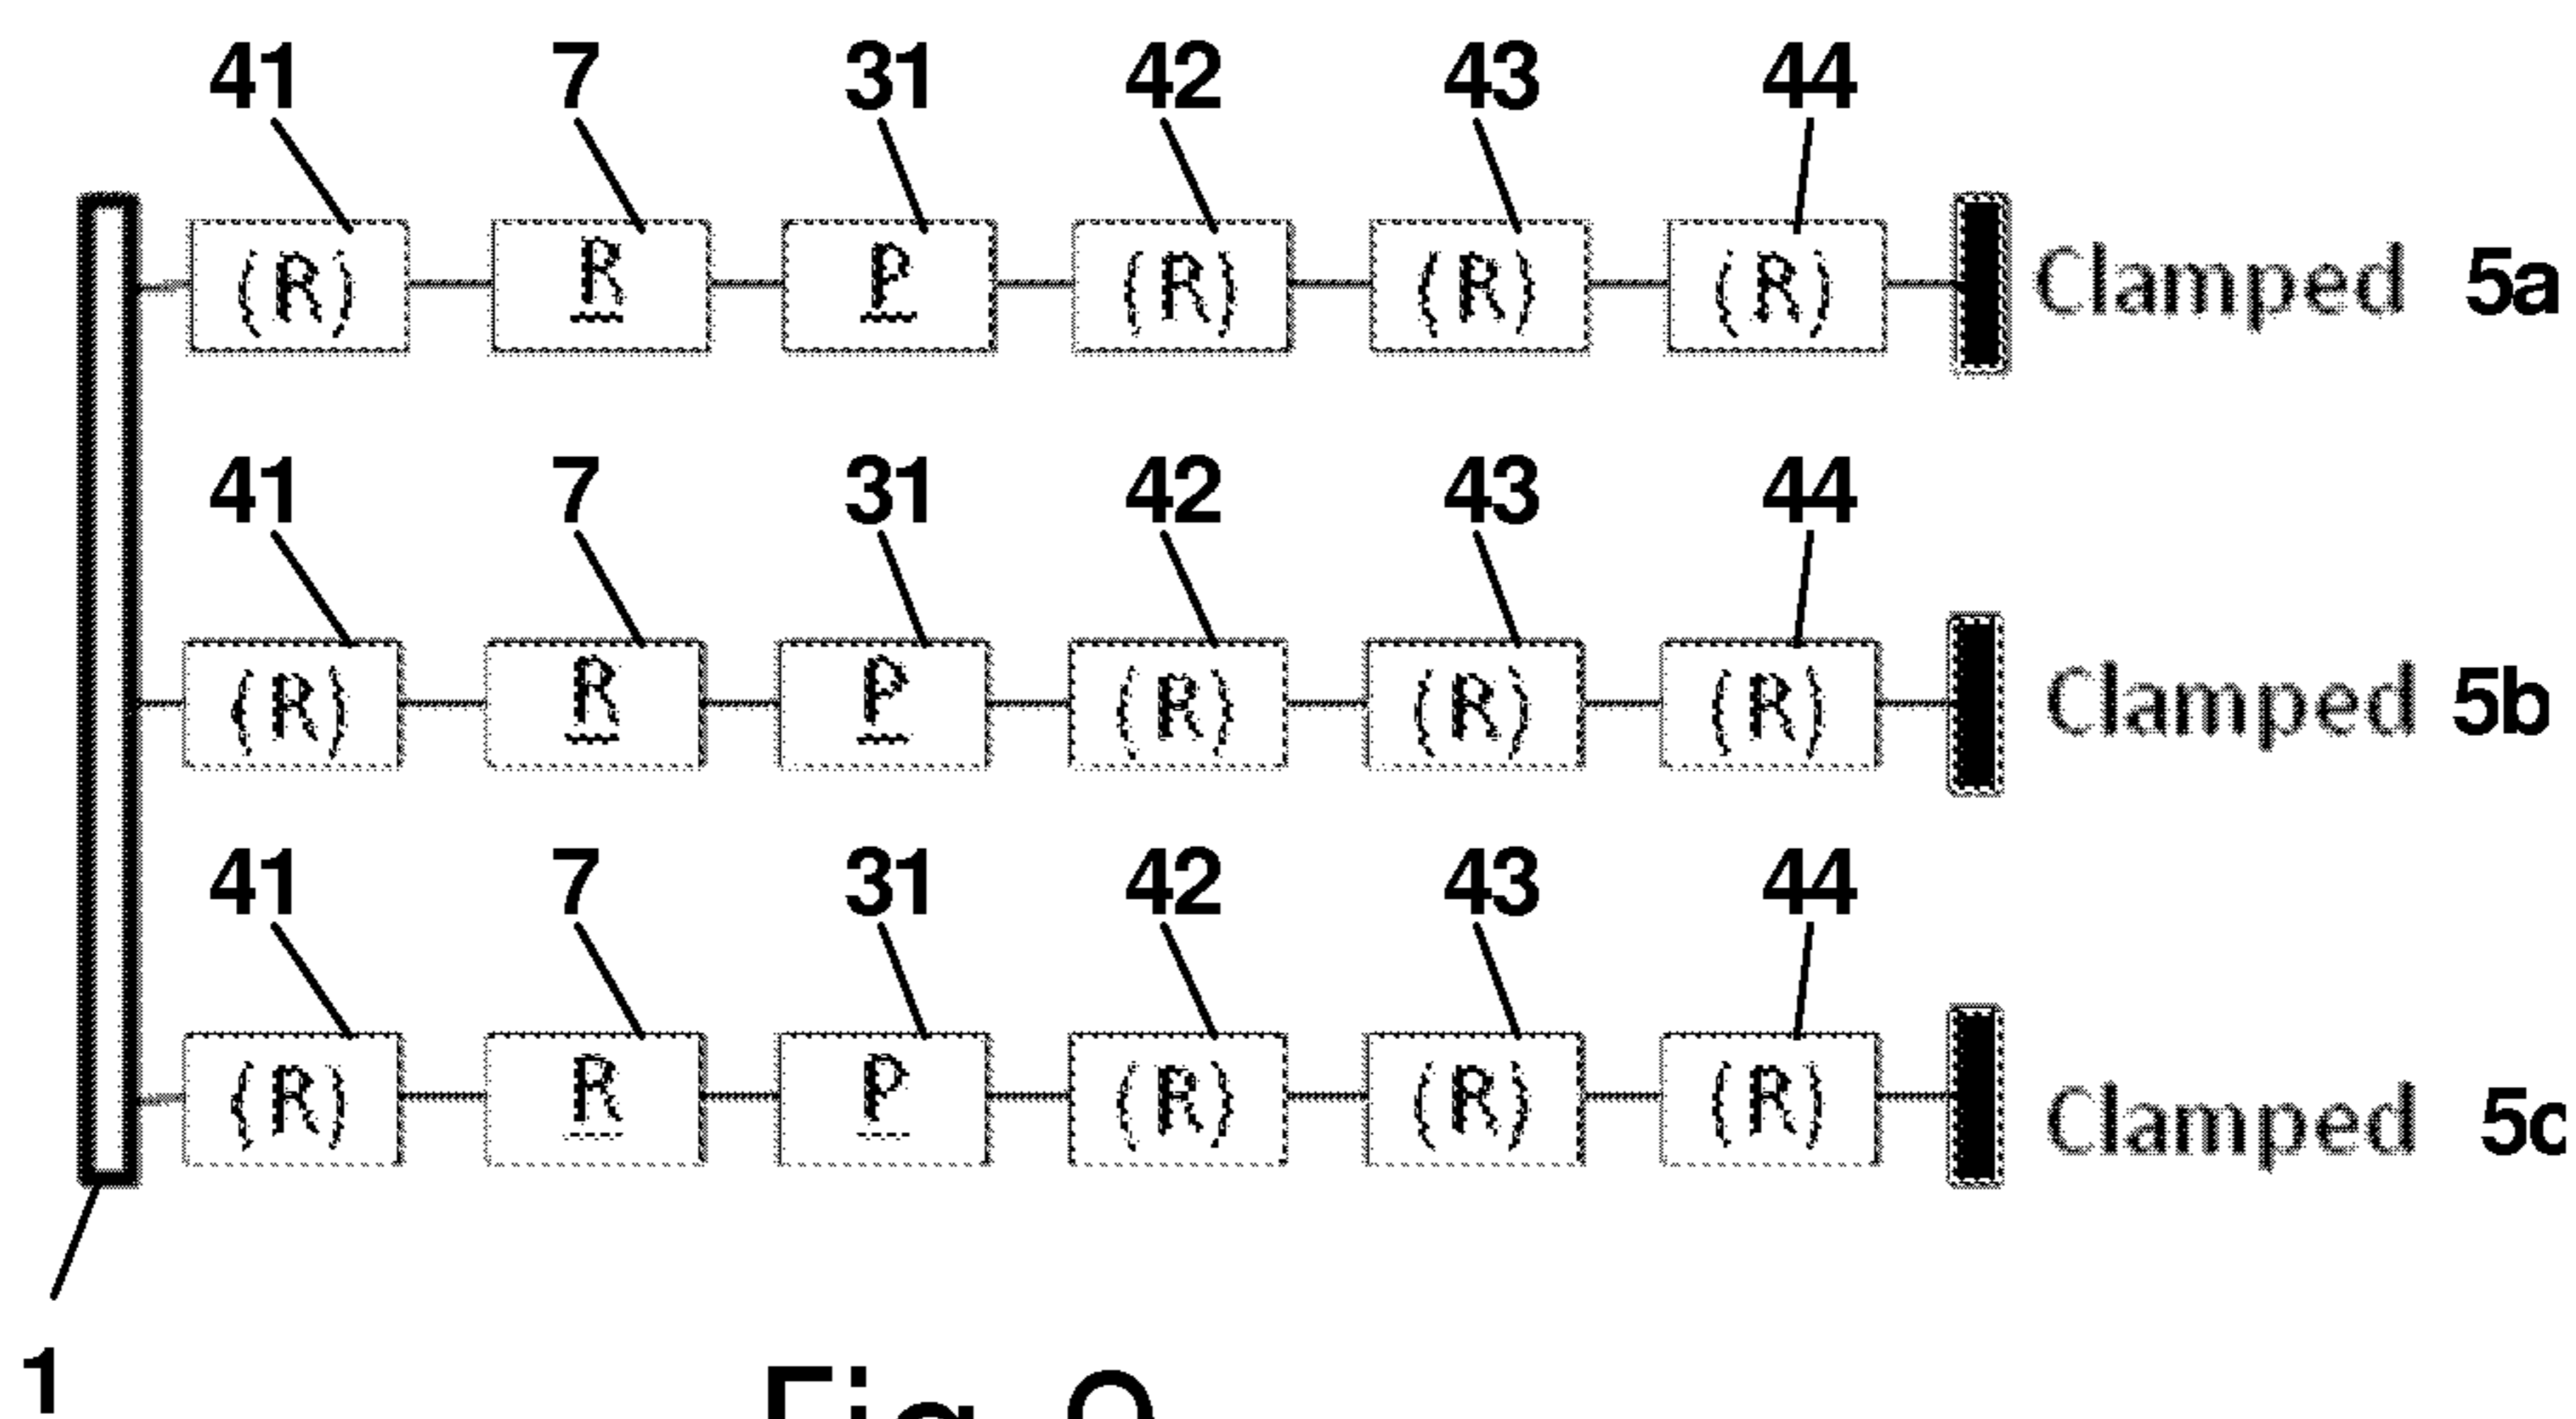 41 7 31 42 43 44
(R) R P (R) (R) (R) Clamped 5a
41 7 31 42 43 44
(R) R P (R) (R) (R) Clamped 5b
41 7 31 42 43 44
(R) R P (R) (R) (R) Clamped 5c
1